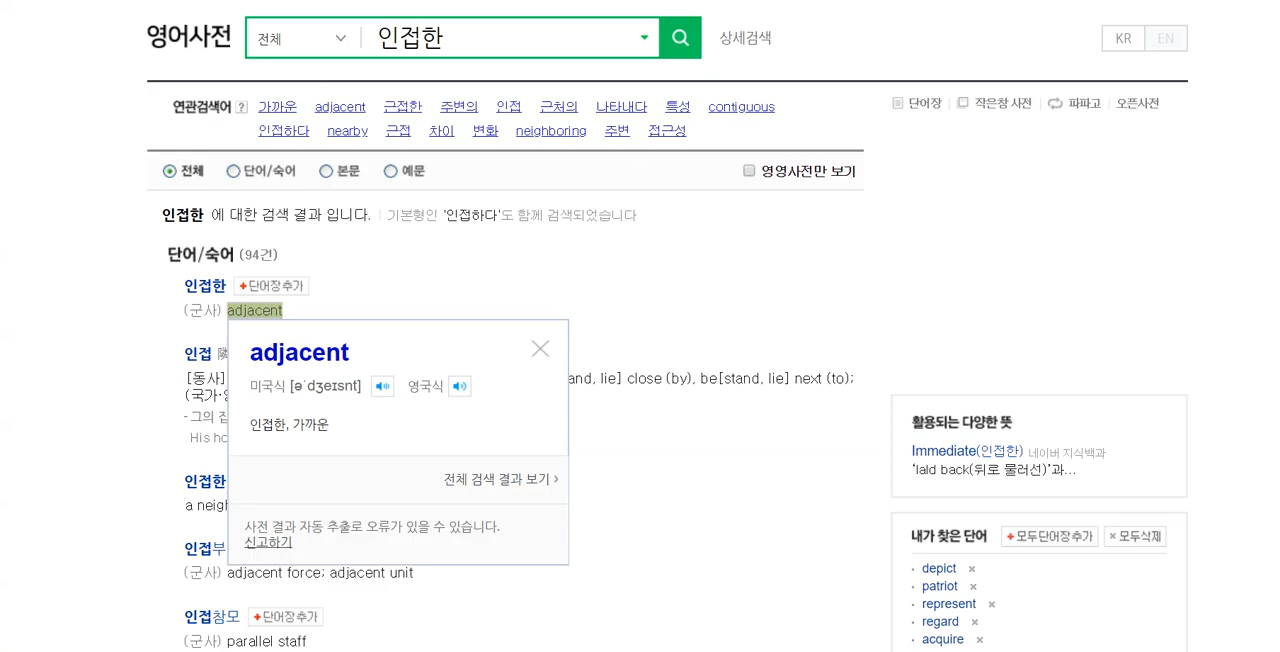 영어사전 전체 인접한 상세검색 KR EN
연관검색어 ? 가까운 adjacent 근접한 주변의 인접 근처의 나타내다 특성 contiguous
인접하다 nearby 근접 차이 변화 neighboring 주변 접근성
단어장 작은창 사전 파파고 오픈사전
전체 단어/숙어 본문 예문 영영사전만 보기
인접한 에 대한 검색 결과 입니다. 기본형인 '인접하다'도 함께 검색되었습니다
단어/숙어 (94건)
인접한 +단어장추가
(군사) adjacent
adjacent
미국식 [əˈdʒeɪsnt] 영국식
인접한, 가까운
전체 검색 결과 보기 ›
사전 결과 자동 추출로 오류가 있을 수 있습니다.
신고하기
인접
[동사] and, lie] close (by), be[stand, lie] next (to);
(국가·
- 그의 집
His ho
인접한
a neigh
인접부
(군사) adjacent force; adjacent unit
인접참모 +단어장추가
(군사) parallel staff
활용되는 다양한 뜻
Immediate(인접한) 네이버 지식백과
'laid back(뒤로 물러선)'과...
내가 찾은 단어 +모두단어장추가 ×모두삭제
· depict ×
· patriot ×
· represent ×
· regard ×
· acquire ×